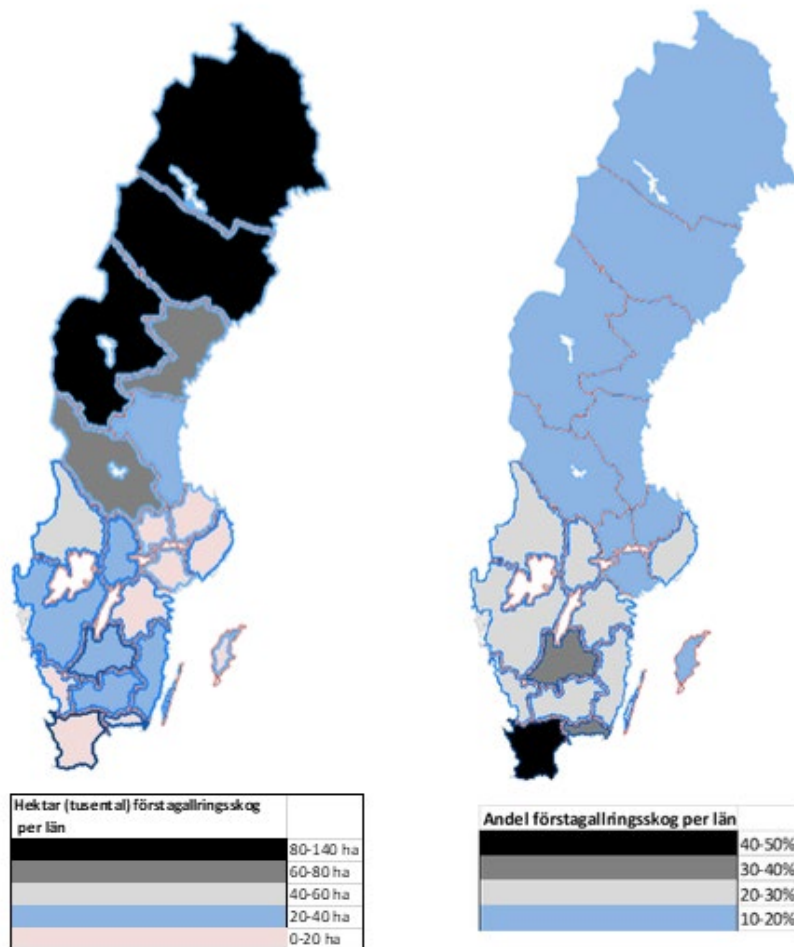 Hektar (tusental) förstagallringsskog
per län
80-140 ha
60-80 ha
40-60 ha
20-40 ha
0-20 ha
Andel förstagallringsskog per län
40-50%
30-40%
20-30%
10-20%